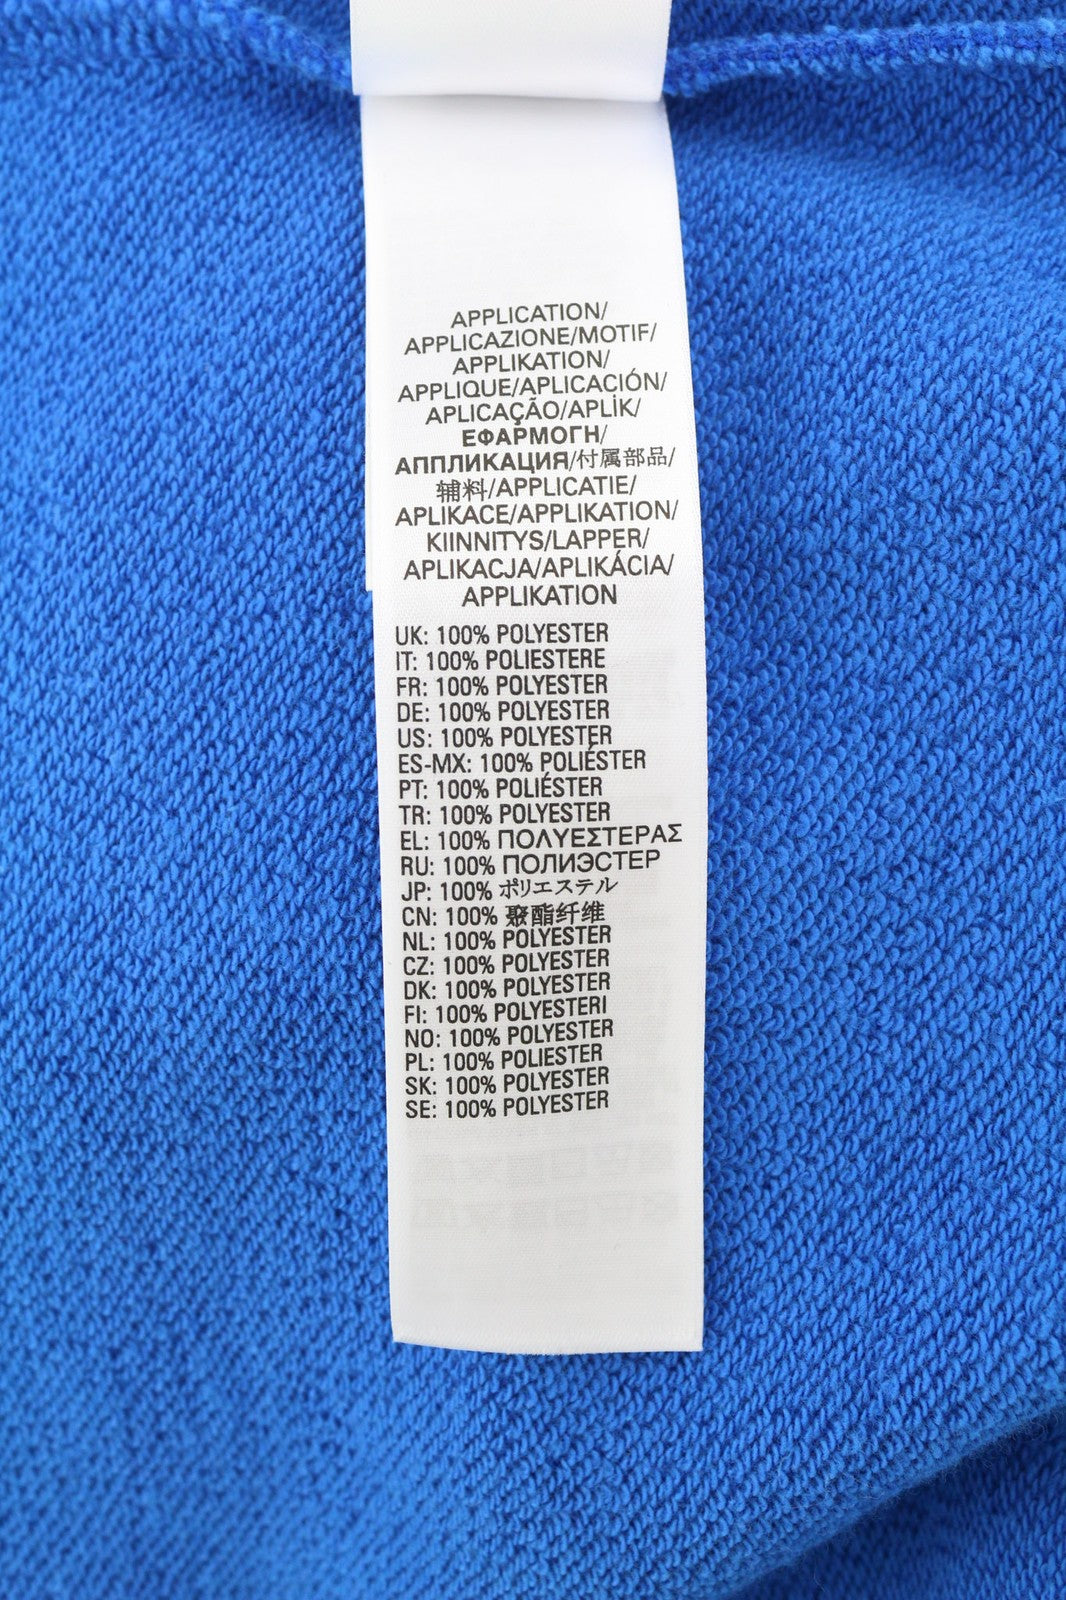 APPLICATION/
APPLICAZIONE/MOTIF/
APPLIKATION/
APPLIQUE/APLICACIÓN/
APLICAÇÃO/APLİK/
ΕΦΑΡΜΟΓΗ/
АППЛИКАЦИЯ/付属部品/
辅料/APPLICATIE/
APLIKACE/APPLIKATION/
KIINNITYS/LAPPER/
APLIKACJA/APLIKÁCIA/
APPLIKATION
UK: 100% POLYESTER
IT: 100% POLIESTERE
FR: 100% POLYESTER
DE: 100% POLYESTER
US: 100% POLYESTER
ES-MX: 100% POLIÉSTER
PT: 100% POLIÉSTER
TR: 100% POLYESTER
EL: 100% ΠΟΛΥΕΣΤΕΡΑΣ
RU: 100% ПОЛИЭСТЕР
JP: 100% ポリエステル
CN: 100% 聚酯纤维
NL: 100% POLYESTER
CZ: 100% POLYESTER
DK: 100% POLYESTER
FI: 100% POLYESTERI
NO: 100% POLYESTER
PL: 100% POLIESTER
SK: 100% POLYESTER
SE: 100% POLYESTER